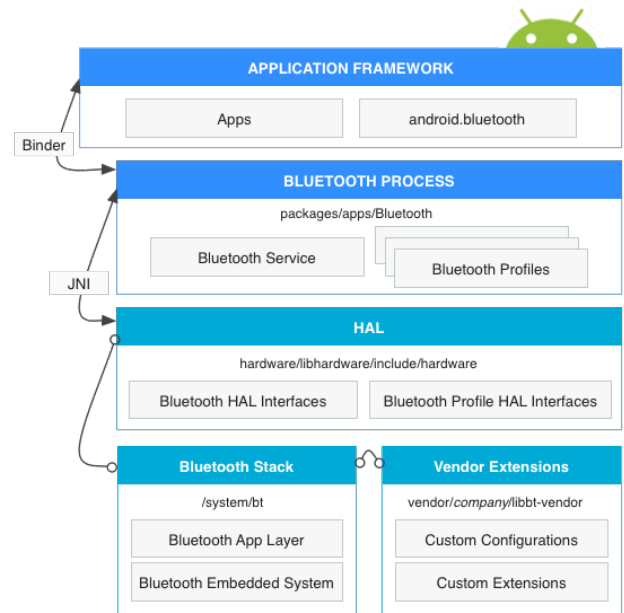 APPLICATION FRAMEWORK
Apps
android.bluetooth
Binder
BLUETOOTH PROCESS
packages/apps/Bluetooth
Bluetooth Service
Bluetooth Profiles
JNI
HAL
hardware/libhardware/include/hardware
Bluetooth HAL Interfaces
Bluetooth Profile HAL Interfaces
Bluetooth Stack
/system/bt
Bluetooth App Layer
Bluetooth Embedded System
Vendor Extensions
vendor/company/libbt-vendor
Custom Configurations
Custom Extensions